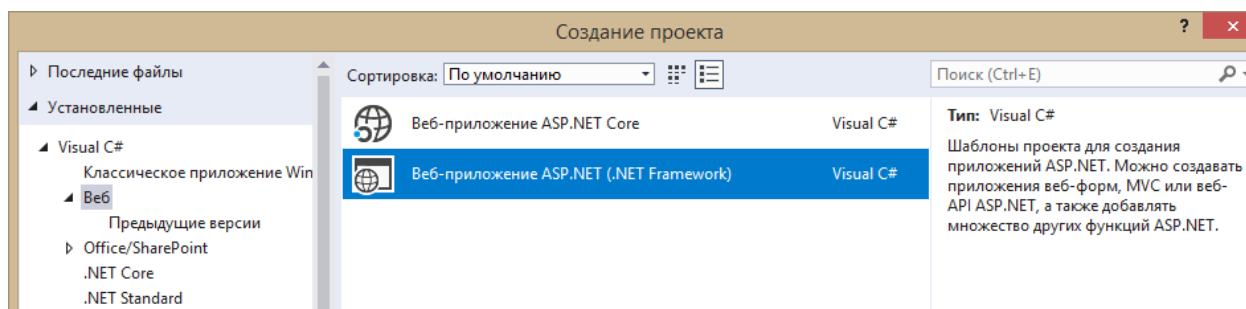 Создание проекта
?
Последние файлы
Установленные
Visual C#
Классическое приложение Win
Веб
Предыдущие версии
Office/SharePoint
.NET Core
.NET Standard
Сортировка: По умолчанию
Веб-приложение ASP.NET Core Visual C#
Веб-приложение ASP.NET (.NET Framework) Visual C#
Поиск (Ctrl+E)
Тип: Visual C#
Шаблоны проекта для создания
приложений ASP.NET. Можно создавать
приложения веб-форм, MVC или веб-
API ASP.NET, а также добавлять
множество других функций ASP.NET.